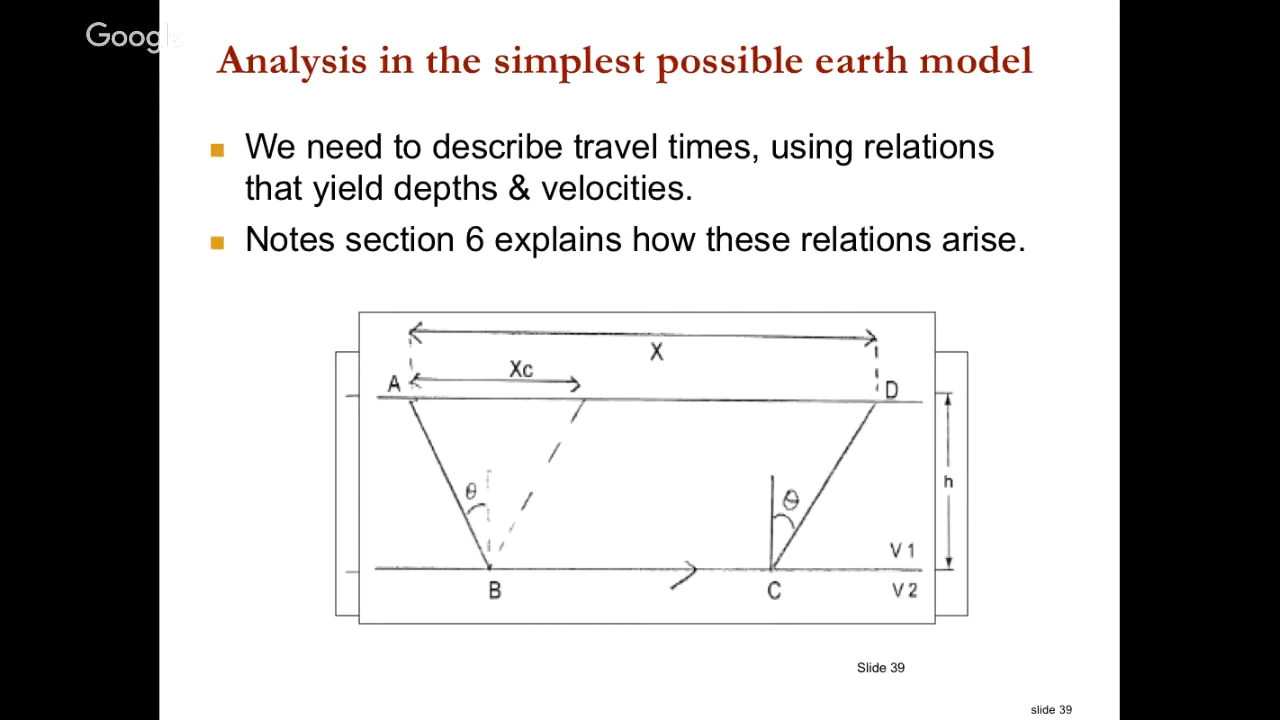 Google
Analysis in the simplest possible earth model
We need to describe travel times, using relations
that yield depths & velocities.
Notes section 6 explains how these relations arise.
X
Xc
A
D
θ
θ
h
V1
B
C
V2
Slide 39
slide 39